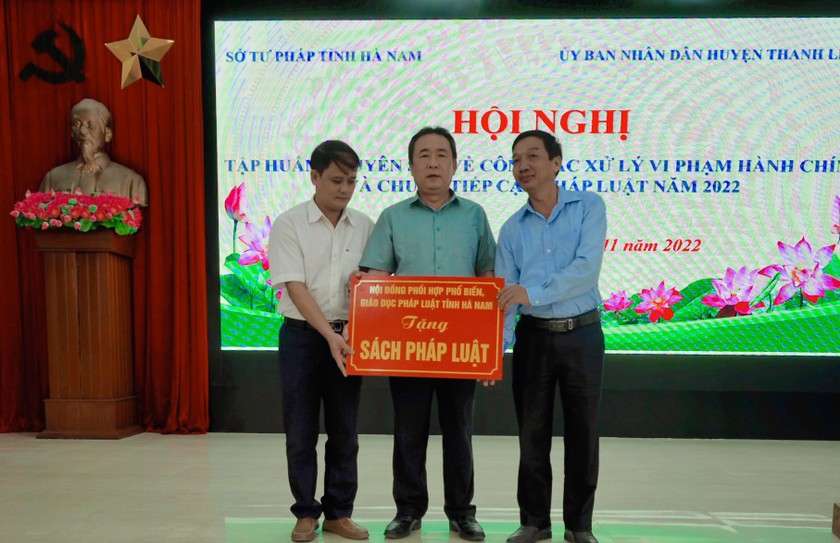 SỞ TƯ PHÁP TỈNH HÀ NAM
ỦY BAN NHÂN DÂN HUYỆN THANH
HỘI NGHỊ
TẬP HUẤN XỬ LÝ VI PHẠM HÀNH
TIẾP PHÁP LUẬT NĂM 2022
11 năm 2022
HỘI ĐỒNG PHỐI HỢP PHỔ BIẾN,
GIÁO DỤC PHÁP LUẬT TỈNH HÀ NAM
Tặng
SÁCH PHÁP LUẬT